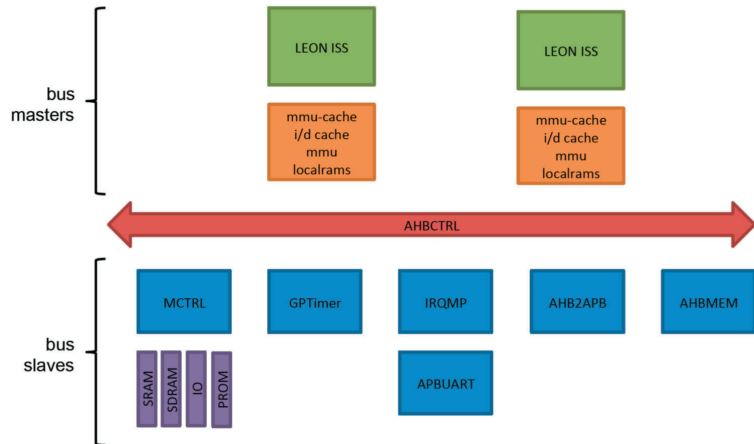 bus
masters
LEON ISS
LEON ISS
mmu-cache
i/d cache
mmu
localrams
mmu-cache
i/d cache
mmu
localrams
AHBCTRL
bus
slaves
MCTRL
GPTimer
IRQMP
AHB2APB
AHBMEM
SRAM
SDRAM
IO
PROM
APBUART